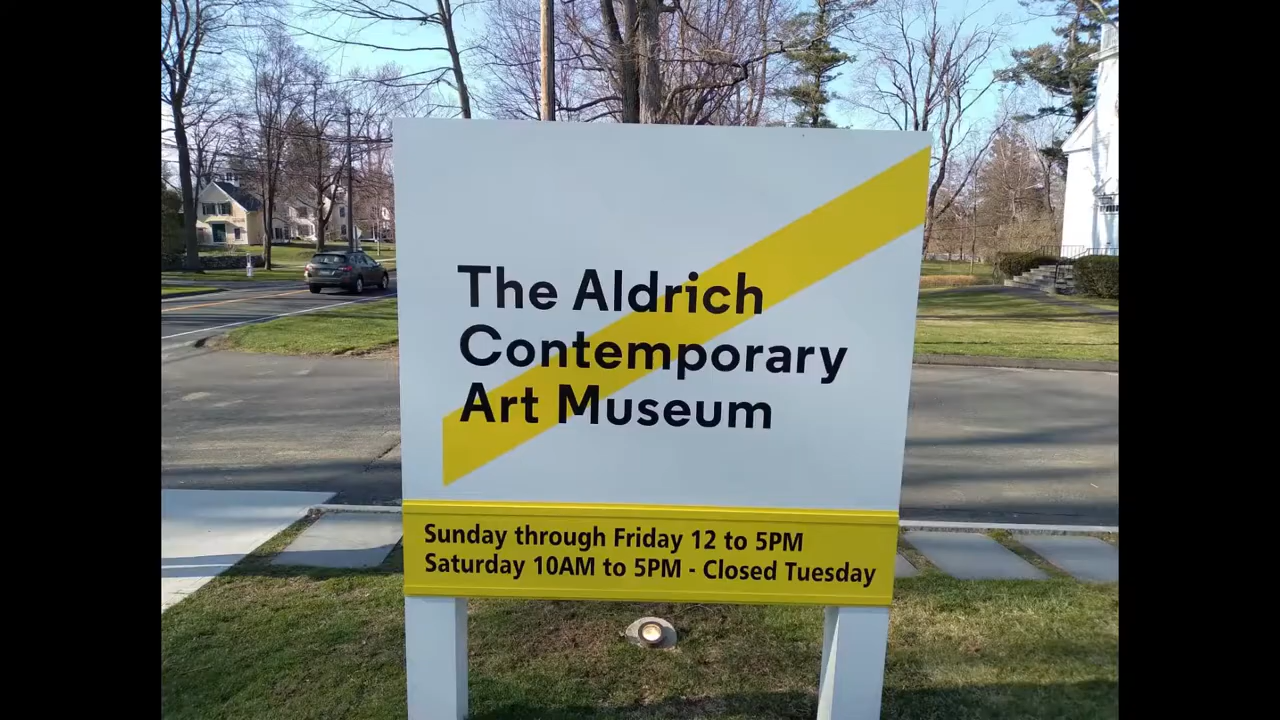 The Aldrich
Contemporary
Art Museum
Sunday through Friday 12 to 5PM
Saturday 10AM to 5PM - Closed Tuesday